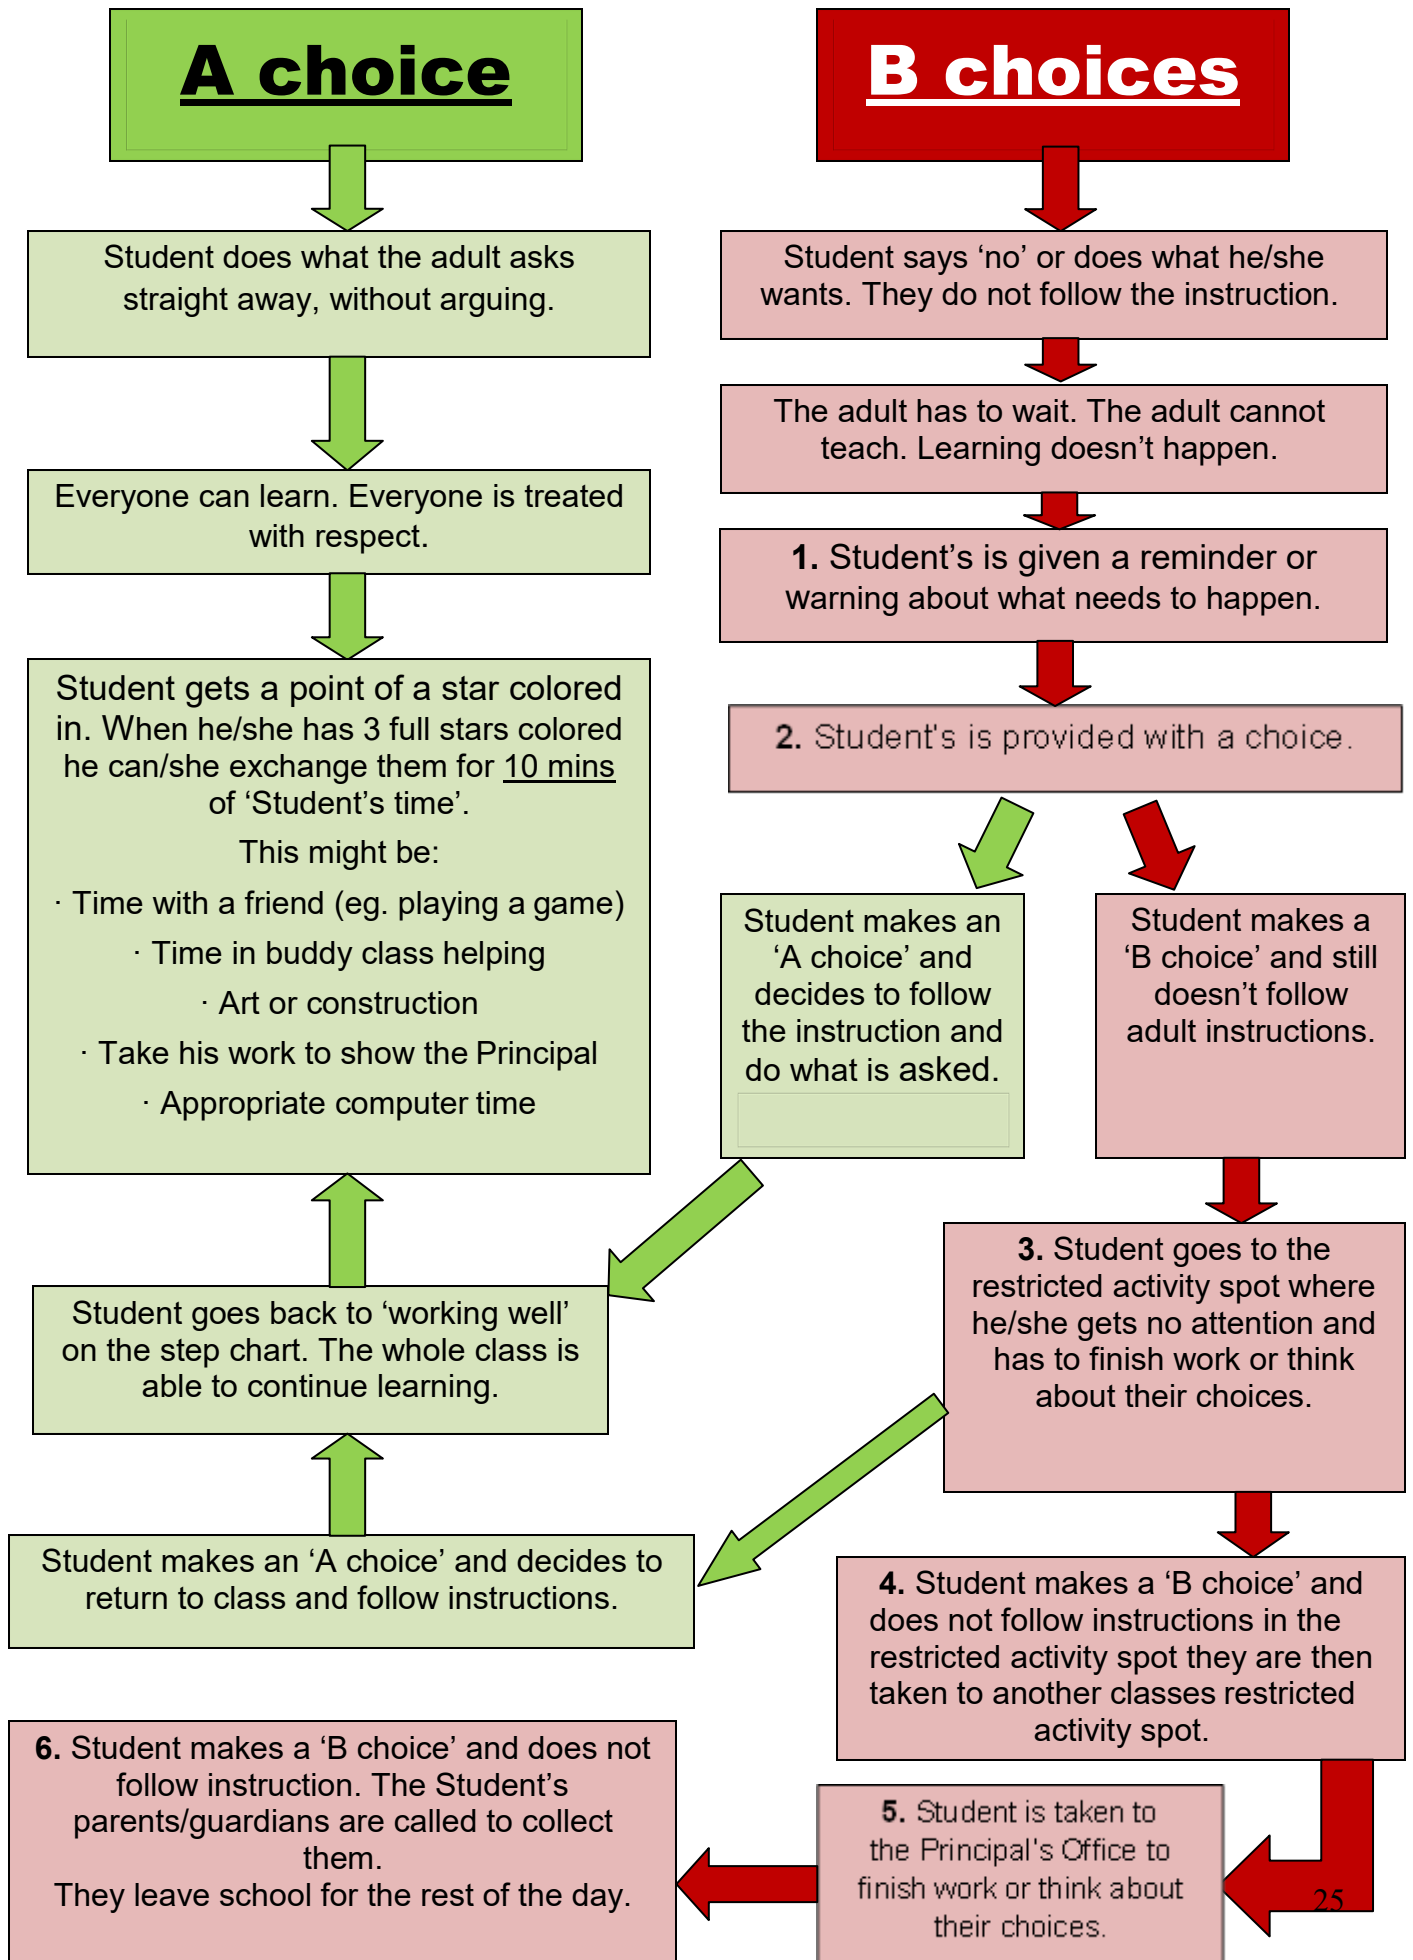 A choice
Student does what the adult asks
straight away, without arguing.
Everyone can learn. Everyone is treated
with respect.
Student gets a point of a star colored
in. When he/she has 3 full stars colored
he can/she exchange them for 10 mins
of ‘Student’s time’.
This might be:
· Time with a friend (eg. playing a game)
· Time in buddy class helping
· Art or construction
· Take his work to show the Principal
· Appropriate computer time
Student goes back to ‘working well’
on the step chart. The whole class is
able to continue learning.
Student makes an ‘A choice’ and decides to
return to class and follow instructions.
B choices
Student says ‘no’ or does what he/she
wants. They do not follow the instruction.
The adult has to wait. The adult cannot
teach. Learning doesn’t happen.
1. Student’s is given a reminder or
warning about what needs to happen.
2. Student's is provided with a choice.
Student makes an
‘A choice’ and
decides to follow
the instruction and
do what is asked.
Student makes a
‘B choice’ and still
doesn’t follow
adult instructions.
3. Student goes to the
restricted activity spot where
he/she gets no attention and
has to finish work or think
about their choices.
4. Student makes a ‘B choice’ and
does not follow instructions in the
restricted activity spot they are then
taken to another classes restricted
activity spot.
5. Student is taken to
the Principal's Office to
finish work or think about
their choices.
6. Student makes a ‘B choice’ and does not
follow instruction. The Student’s
parents/guardians are called to collect
them.
They leave school for the rest of the day.
25